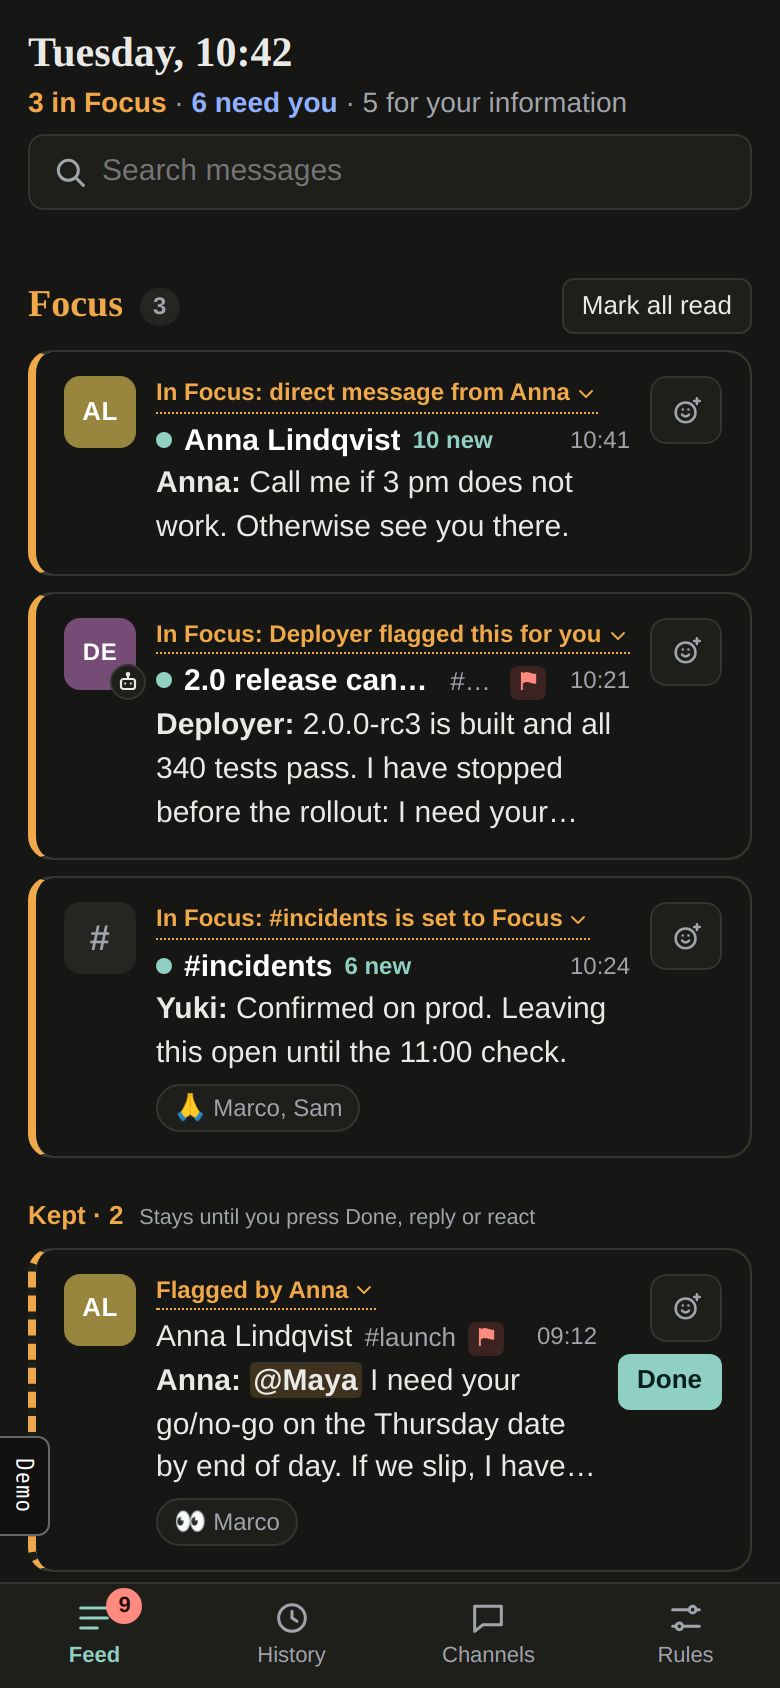 Tuesday, 10:42
3 in Focus · 6 need you · 5 for your information
Search messages
Focus 3 Mark all read
AL In Focus: direct message from Anna
Anna Lindqvist 10 new 10:41
Anna: Call me if 3 pm does not
work. Otherwise see you there.
DE In Focus: Deployer flagged this for you
2.0 release can… #… 10:21
Deployer: 2.0.0-rc3 is built and all
340 tests pass. I have stopped
before the rollout: I need your…
# In Focus: #incidents is set to Focus
#incidents 6 new 10:24
Yuki: Confirmed on prod. Leaving
this open until the 11:00 check.
🙏 Marco, Sam
Kept · 2 Stays until you press Done, reply or react
AL Flagged by Anna
Anna Lindqvist #launch 09:12
Anna: @Maya I need your
Done
go/no-go on the Thursday date
by end of day. If we slip, I have…
👀 Marco
Demo
9
Feed History Channels Rules